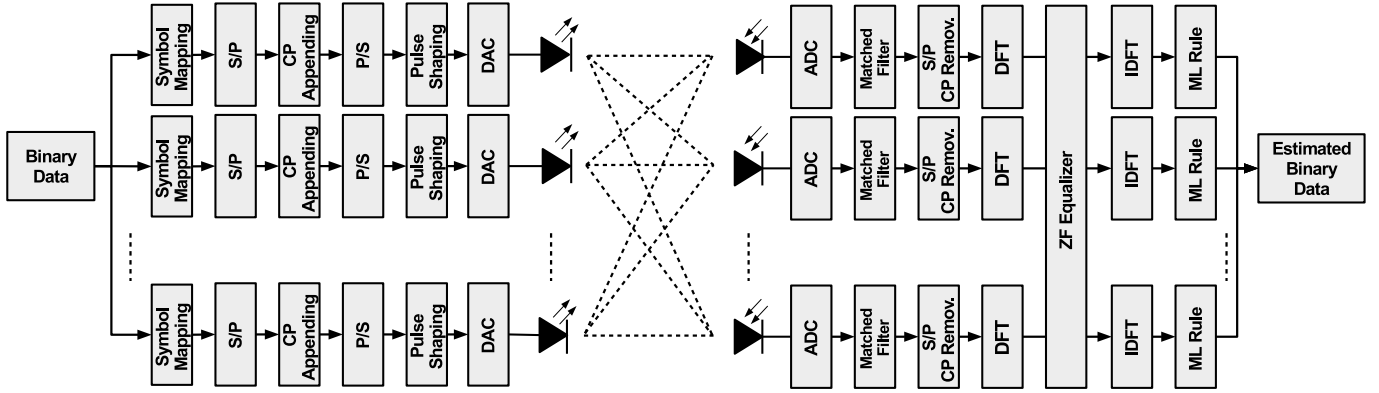 Binary
Data
Symbol
Mapping
S/P
CP
Appending
P/S
Pulse
Shaping
DAC
ADC
Matched
Filter
S/P
CP Remov.
DFT
IDFT
ML Rule
Symbol
Mapping
S/P
CP
Appending
P/S
Pulse
Shaping
DAC
ADC
Matched
Filter
S/P
CP Remov.
DFT
ZF Equalizer
IDFT
ML Rule
Estimated
Binary
Data
Symbol
Mapping
S/P
CP
Appending
P/S
Pulse
Shaping
DAC
ADC
Matched
Filter
S/P
CP Remov.
DFT
IDFT
ML Rule